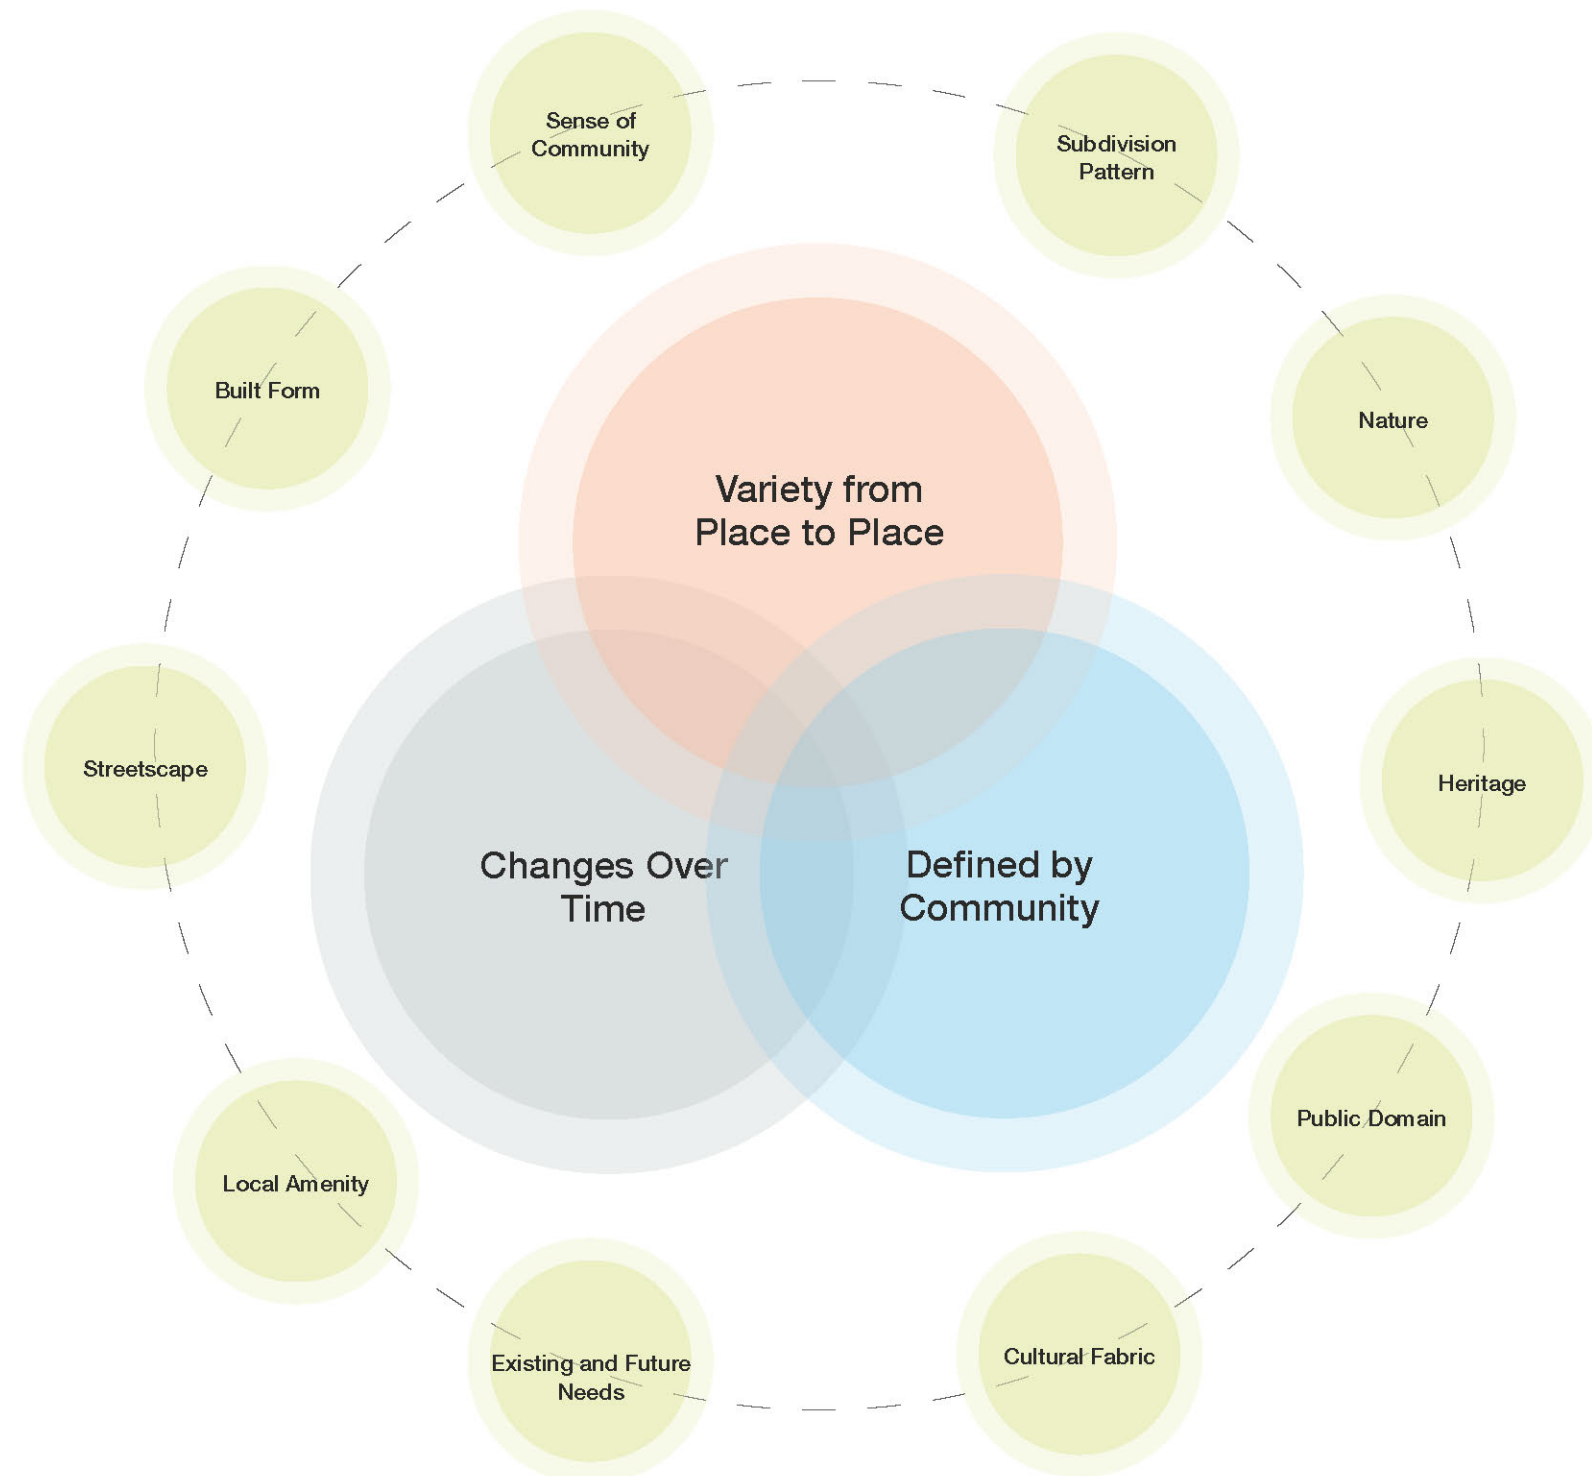 Sense of
Community
Subdivision
Pattern
Built Form
Nature
Variety from
Place to Place
Streetscape
Heritage
Changes Over
Time
Defined by
Community
Local Amenity
Public Domain
Existing and Future
Needs
Cultural Fabric